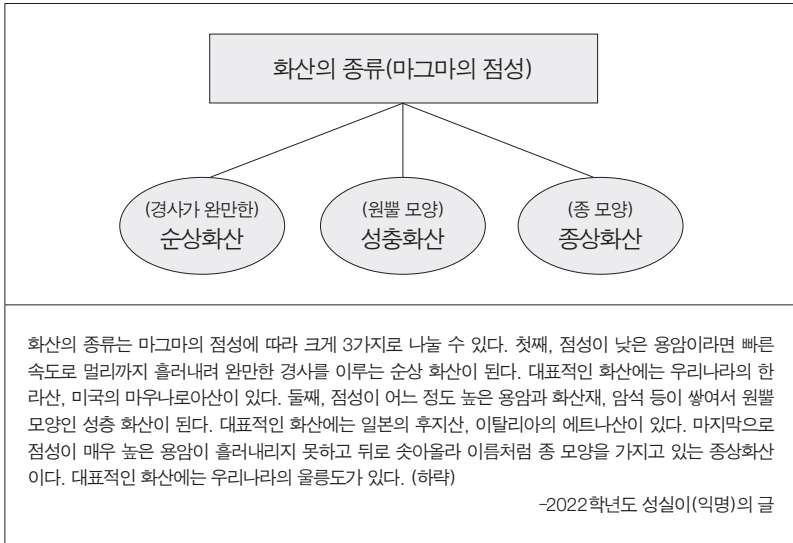 화산의 종류(마그마의 점성)
(경사가 완만한)
순상화산
(원뿔 모양)
성충화산
(종 모양)
종상화산
화산의 종류는 마그마의 점성에 따라 크게 3가지로 나눌 수 있다. 첫째, 점성이 낮은 용암이라면 빠른
속도로 멀리까지 흘러내려 완만한 경사를 이루는 순상 화산이 된다. 대표적인 화산에는 우리나라의 한
라산, 미국의 마우나로아산이 있다. 둘째, 점성이 어느 정도 높은 용암과 화산재, 암석 등이 쌓여서 원뿔
모양인 성층 화산이 된다. 대표적인 화산에는 일본의 후지산, 이탈리아의 에트나산이 있다. 마지막으로
점성이 매우 높은 용암이 흘러내리지 못하고 뒤로 솟아올라 이름처럼 종 모양을 가지고 있는 종상화산
이다. 대표적인 화산에는 우리나라의 울릉도가 있다. (하략)
-2022학년도 성실이(익명)의 글